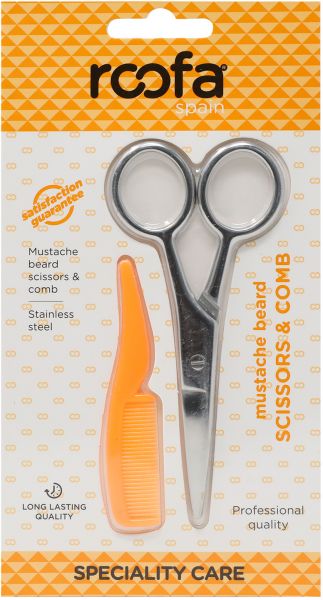 roofa®
spain
satisfaction
guarantee
Mustache
beard
scissors &
comb
Stainless
steel
mustache beard
SCISSORS & COMB
LONG LASTING
QUALITY
Professional
quality
SPECIALITY CARE